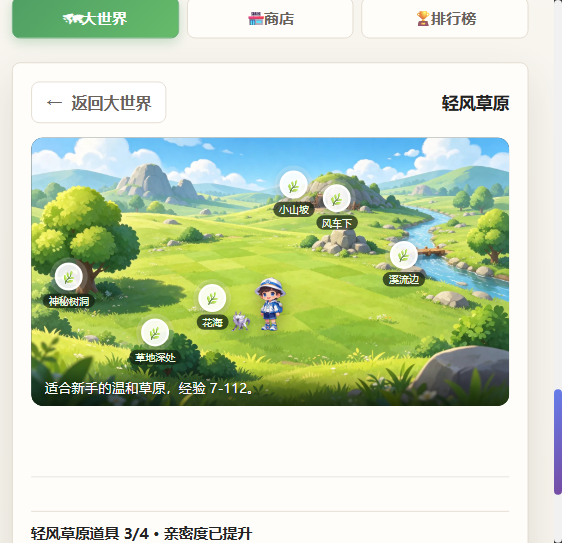 🗺大世界
🏪商店
🏆排行榜
← 返回大世界
轻风草原
小山坡
风车下
溪流边
神秘树洞
花海
草地深处
适合新手的温和草原，经验 7-112。
轻风草原道具 3/4 • 亲密度已提升